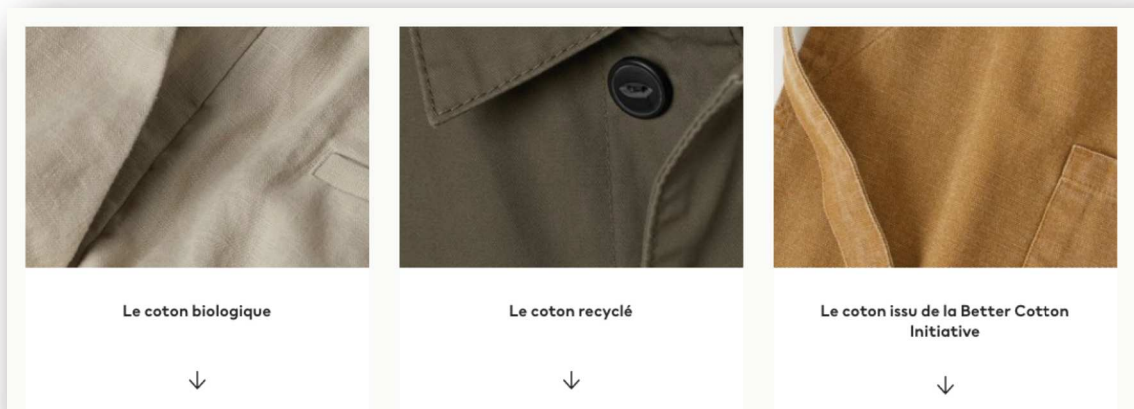 Le coton biologique
Le coton recyclé
Le coton issu de la Better Cotton
Initiative